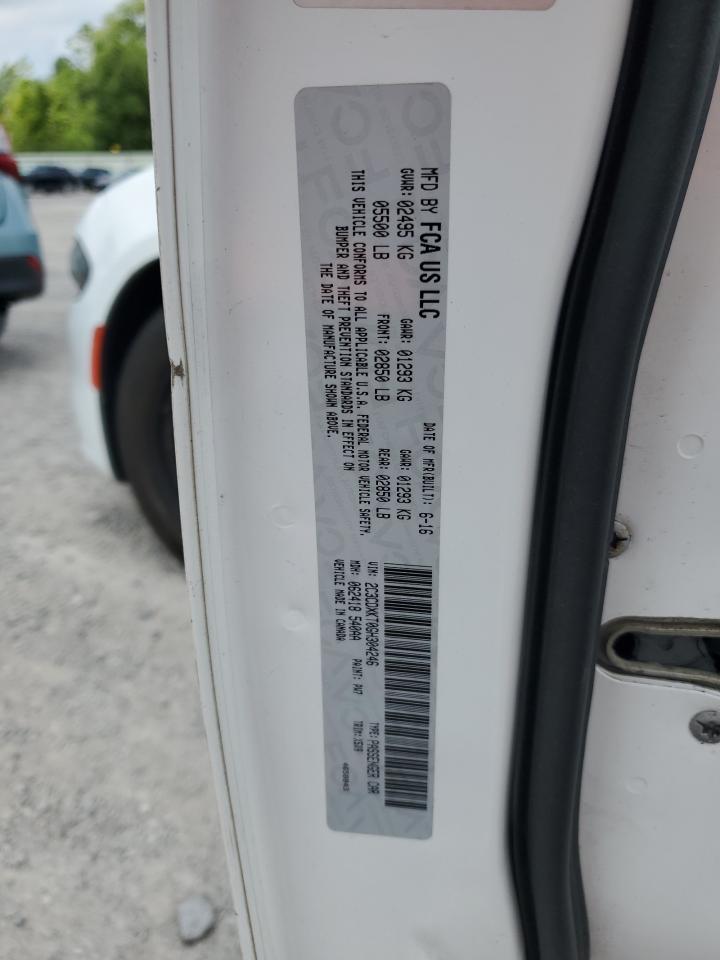 MFD BY FCA US LLC
DATE OF MFR(BUILT): 6-16
GVWR: 02495 KG GAWR: 01293 KG GAWR: 01293 KG
05500 LB FRONT: 02850 LB REAR: 02850 LB
THIS VEHICLE CONFORMS TO ALL APPLICABLE U.S.A. FEDERAL MOTOR VEHICLE SAFETY,
BUMPER AND THEFT PREVENTION STANDARDS IN EFFECT ON
THE DATE OF MANUFACTURE SHOWN ABOVE.
VIN: 2C3CDXKT0GH304246 TYPE: PASSENGER CAR
MDH: 062418 540AA PAINT: PW7 TRIM:
VEHICLE MADE IN CANADA